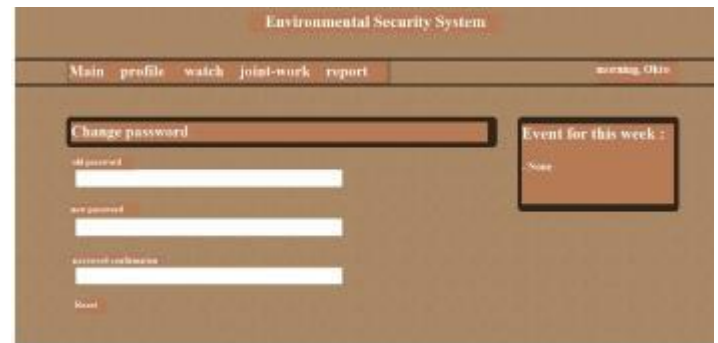 Environmental Security System
Main profile watch joint-work report
morning, Ohio
Change password
old password
new password
password confirmation
Reset
Event for this week :
. None